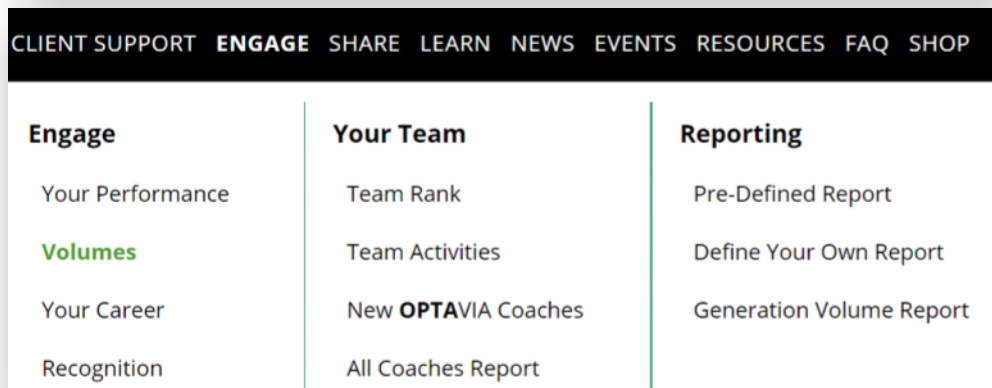 CLIENT SUPPORT ENGAGE SHARE LEARN NEWS EVENTS RESOURCES FAQ SHOP
Engage
Your Performance
Volumes
Your Career
Recognition
Your Team
Team Rank
Team Activities
New OPTAVIA Coaches
All Coaches Report
Reporting
Pre-Defined Report
Define Your Own Report
Generation Volume Report